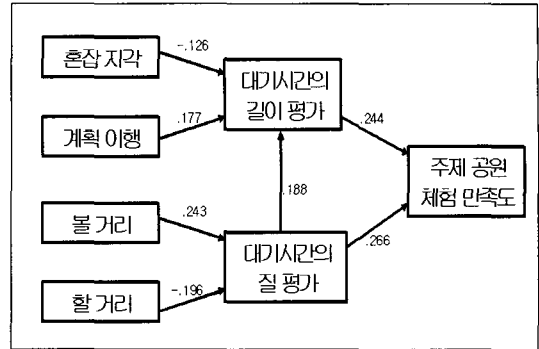 혼잡 지각
-.126
대기시간의
길이 평가
계획 이행
.177
.244
주제 공원
체험 만족도
.188
볼 거리
.243
대기시간의
질 평가
.266
할 거리
-.196